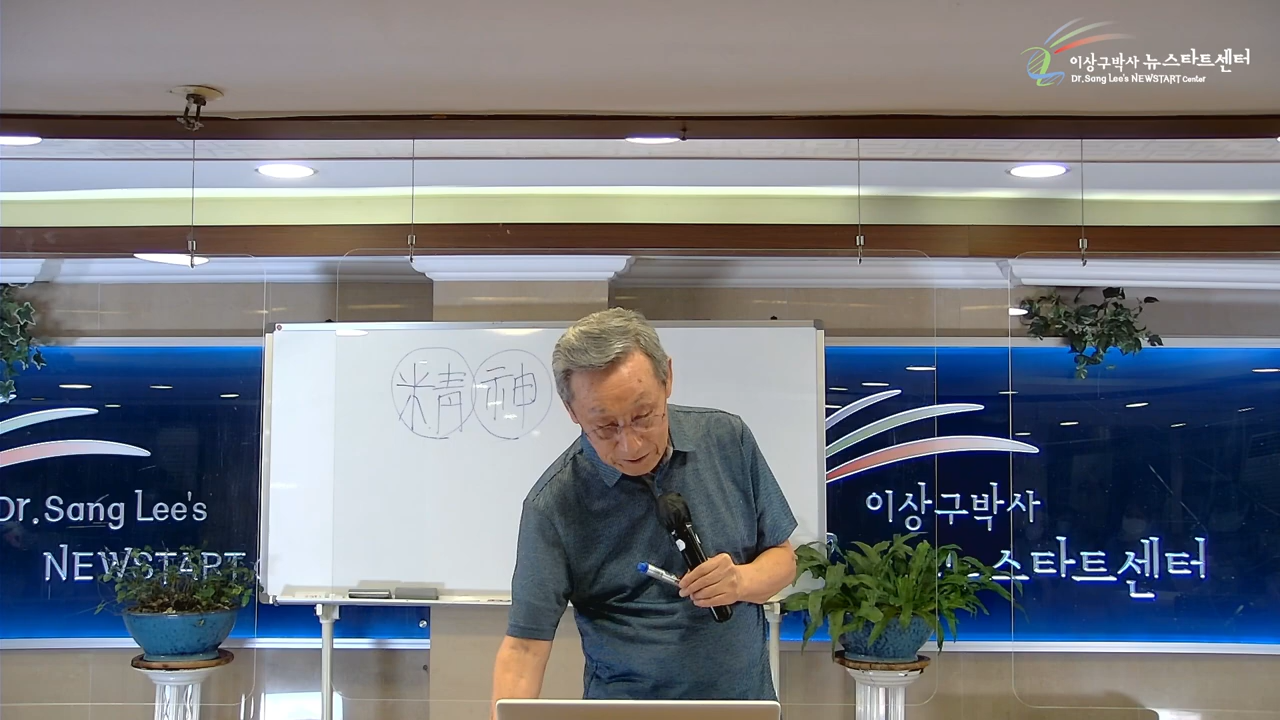 이상구박사 뉴스타트센터
Dr. Sang Lee's NEWSTART Center
精神
Dr. Sang Lee's
NEWSTART
이상구박사
뉴스타트센터